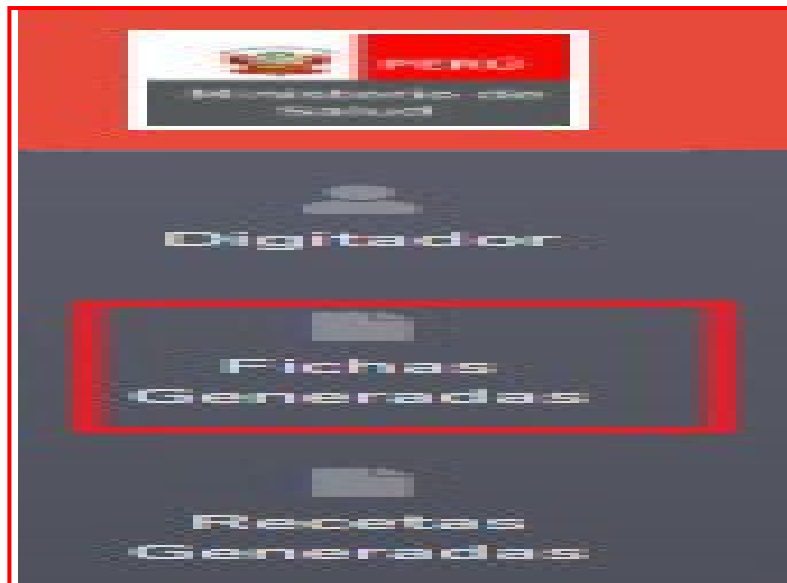 PERÚ
Ministerio de
Salud
Digitador
Fichas
Generadas
Recetas
Generadas